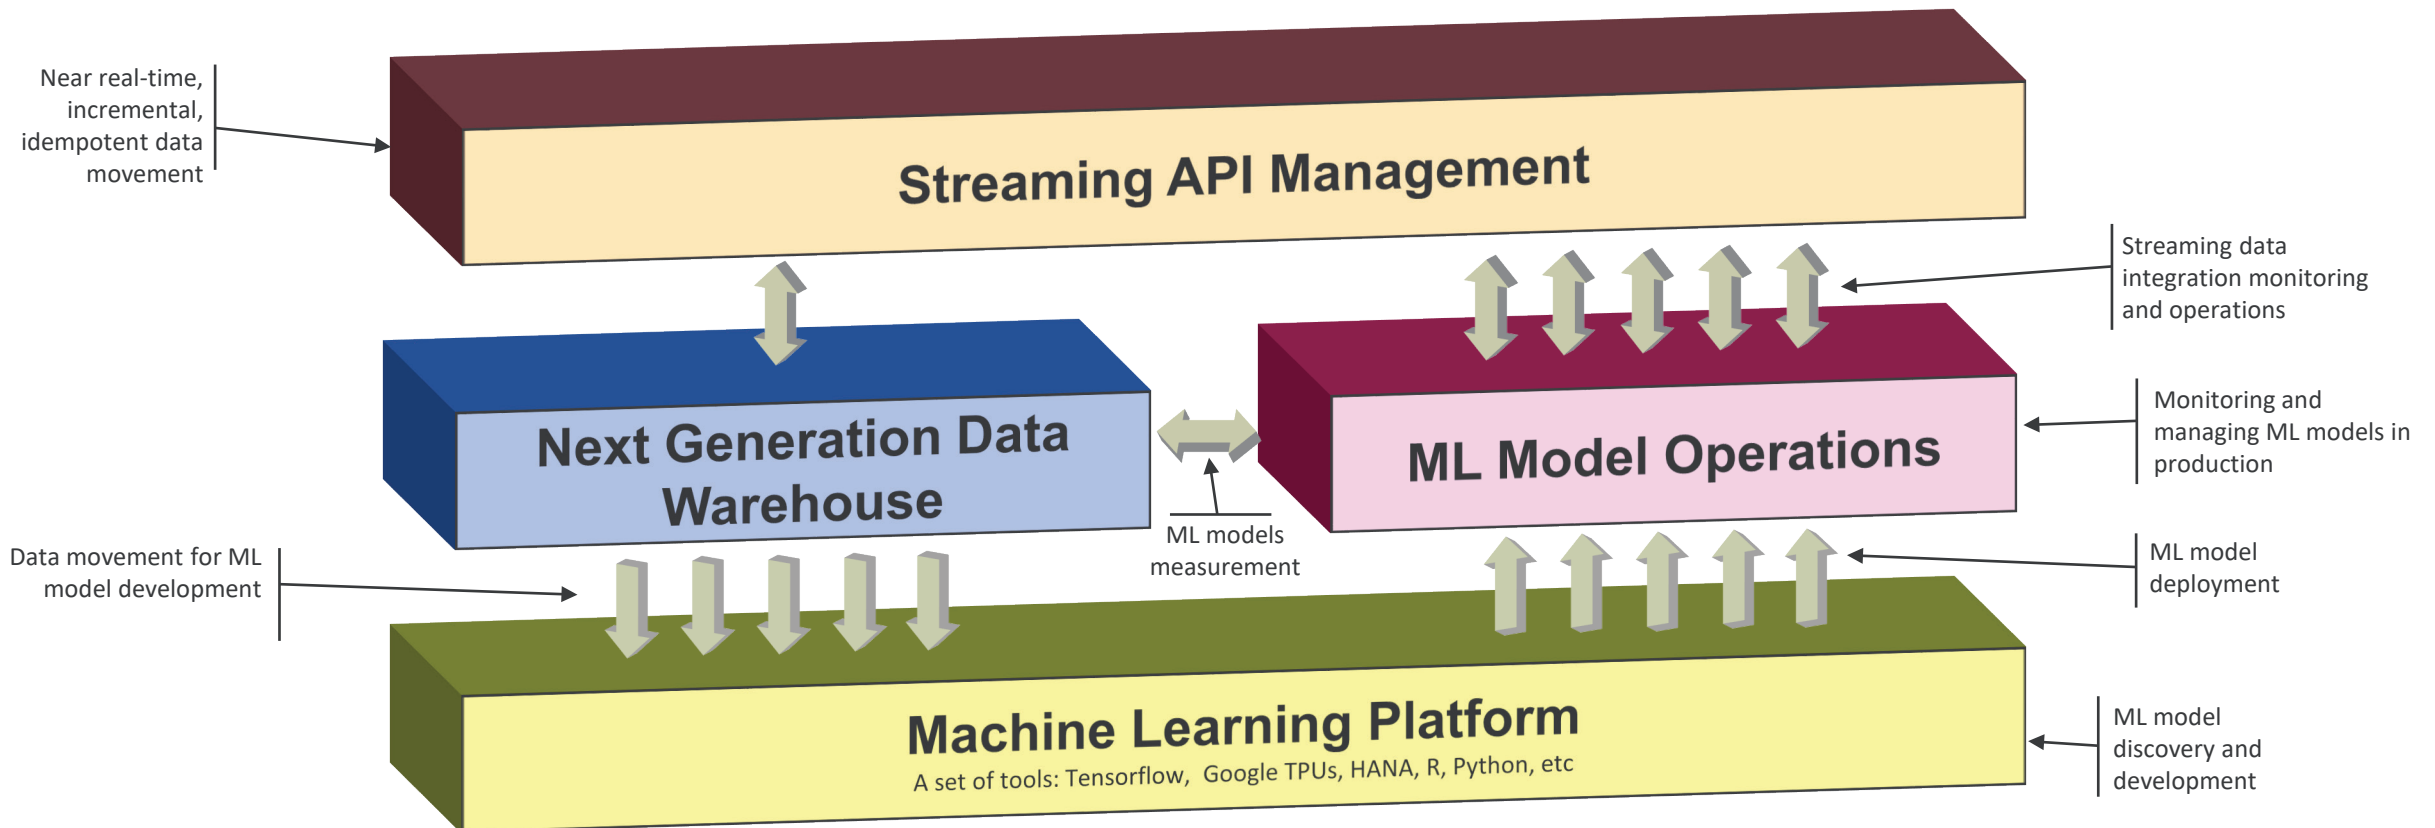 Near real-time,
incremental,
idempotent data
movement
Streaming API Management
Streaming data
integration monitoring
and operations
Next Generation Data
Warehouse
ML Model Operations
Monitoring and
managing ML models in
production
ML models
measurement
Data movement for ML
model development
ML model
deployment
Machine Learning Platform
A set of tools: Tensorflow,  Google TPUs, HANA, R, Python, etc
ML model
discovery and
development